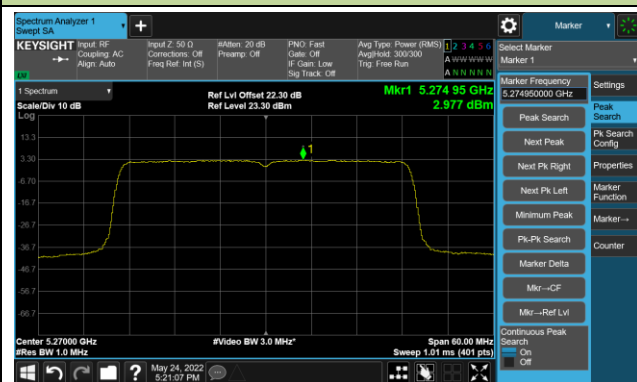 Spectrum Analyzer 1
Swept SA
Marker
KEYSIGHT
Input: RF
Coupling: AC
Align: Auto
Input Z: 50 Ω
Corrections: Off
Freq Ref: Int (S)
#Atten: 20 dB
Preamp: Off
PNO: Fast
Gate: Off
IF Gain: Low
Sig Track: Off
Avg Type: Power (RMS)
Avg|Hold: 300/300
Trig: Free Run
1 2 3 4 5 6
A W W W W W
A N N N N N
Select Marker
Marker 1
1 Spectrum
Scale/Div 10 dB
Log
Ref Lvl Offset 22.30 dB
Ref Level 23.30 dBm
Mkr1 5.274 95 GHz
2.977 dBm
13.3
3.30
-6.70
-16.7
-26.7
-36.7
-46.7
-56.7
-66.7
1
Center 5.27000 GHz
#Res BW 1.0 MHz
#Video BW 3.0 MHz*
Span 60.00 MHz
Sweep 1.01 ms (401 pts)
Marker Frequency
5.274950000 GHz
Peak Search
Next Peak
Next Pk Right
Next Pk Left
Minimum Peak
Pk-Pk Search
Marker Delta
Mkr→CF
Mkr→Ref Lvl
Continuous Peak
Search
On
Off
Settings
Peak
Search
Pk Search
Config
Properties
Marker
Function
Marker→
Counter
May 24, 2022
5:21:07 PM